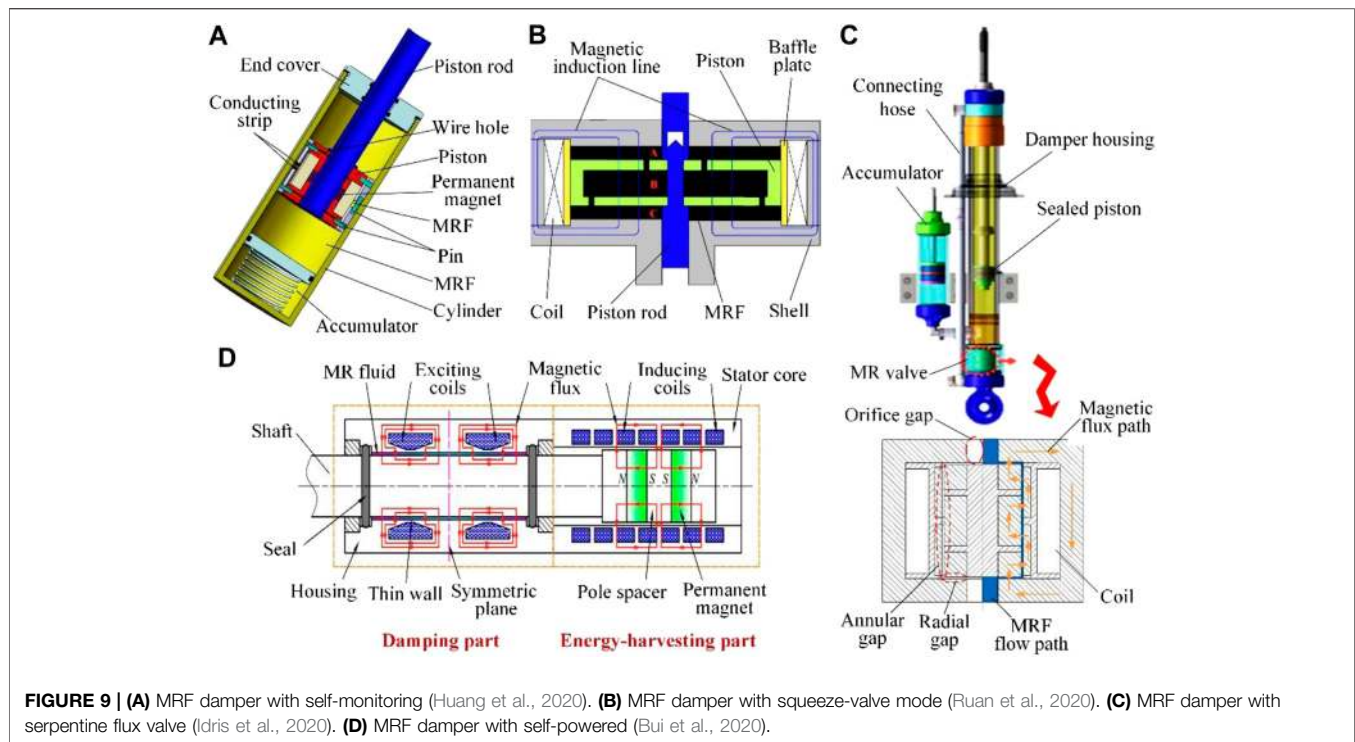 A
End cover
Piston rod
Conducting
strip
Wire hole
Piston
Permanent
magnet
MRF
Pin
MRF
Cylinder
Accumulator
B
Magnetic
induction line
Piston
Baffle
plate
A
B
C
Coil
Piston rod
MRF
Shell
C
Connecting
hose
Damper housing
Accumulator
Sealed piston
MR valve
Orifice gap
Magnetic
flux path
Coil
Annular
gap
Radial
gap
MRF
flow path
D
MR fluid
Exciting
coils
Magnetic
flux
Inducing
coils
Stator core
Shaft
N
S
S
N
Seal
Housing
Thin wall
Symmetric
plane
Pole spacer
Permanent
magnet
Damping part
Energy-harvesting part
FIGURE 9 | (A) MRF damper with self-monitoring (Huang et al., 2020). (B) MRF damper with squeeze-valve mode (Ruan et al., 2020). (C) MRF damper with
serpentine flux valve (Idris et al., 2020). (D) MRF damper with self-powered (Bui et al., 2020).